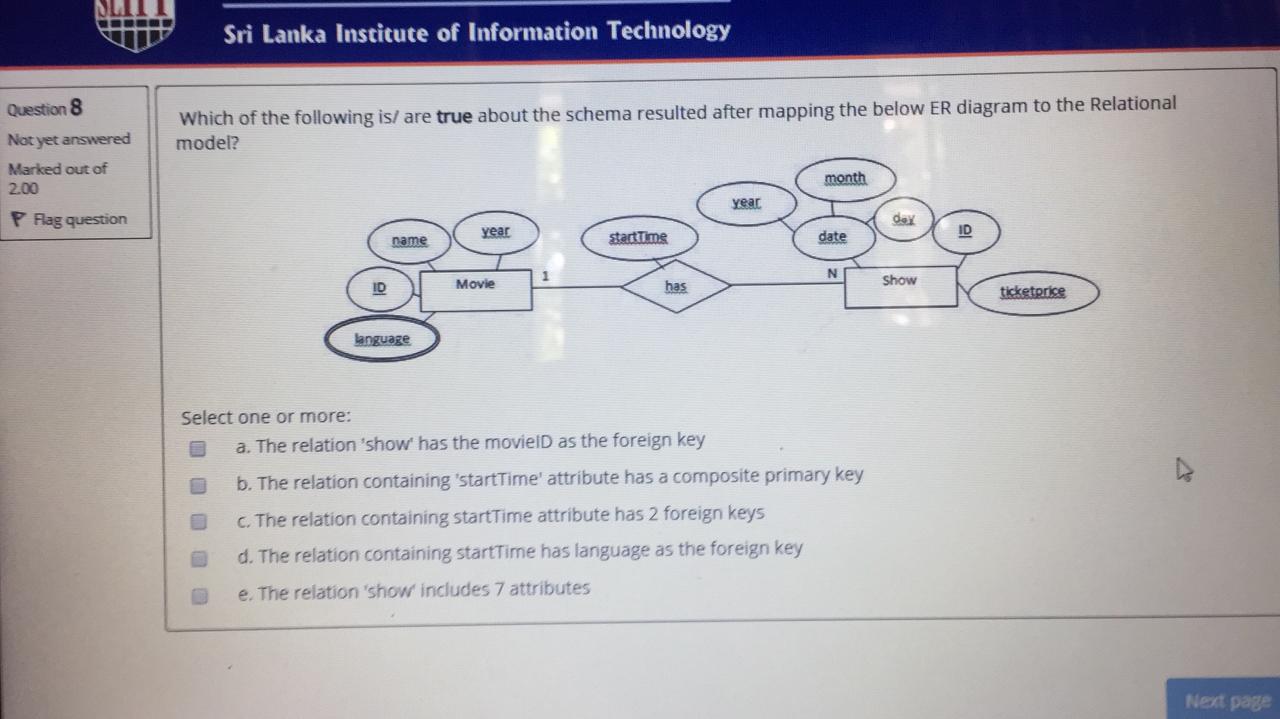 SLIIT
Sri Lanka Institute of Information Technology
Question 8
Not yet answered
Marked out of
2.00
Flag question
Which of the following is/ are true about the schema resulted after mapping the below ER diagram to the Relational
model?
month
year
day
name
year
startTime
date
ID
ID
Movie
1
has
N
Show
ticketprice
language
Select one or more:
a. The relation 'show' has the movieID as the foreign key
b. The relation containing 'startTime' attribute has a composite primary key
c. The relation containing startTime attribute has 2 foreign keys
d. The relation containing startTime has language as the foreign key
e. The relation 'show' includes 7 attributes
Next page